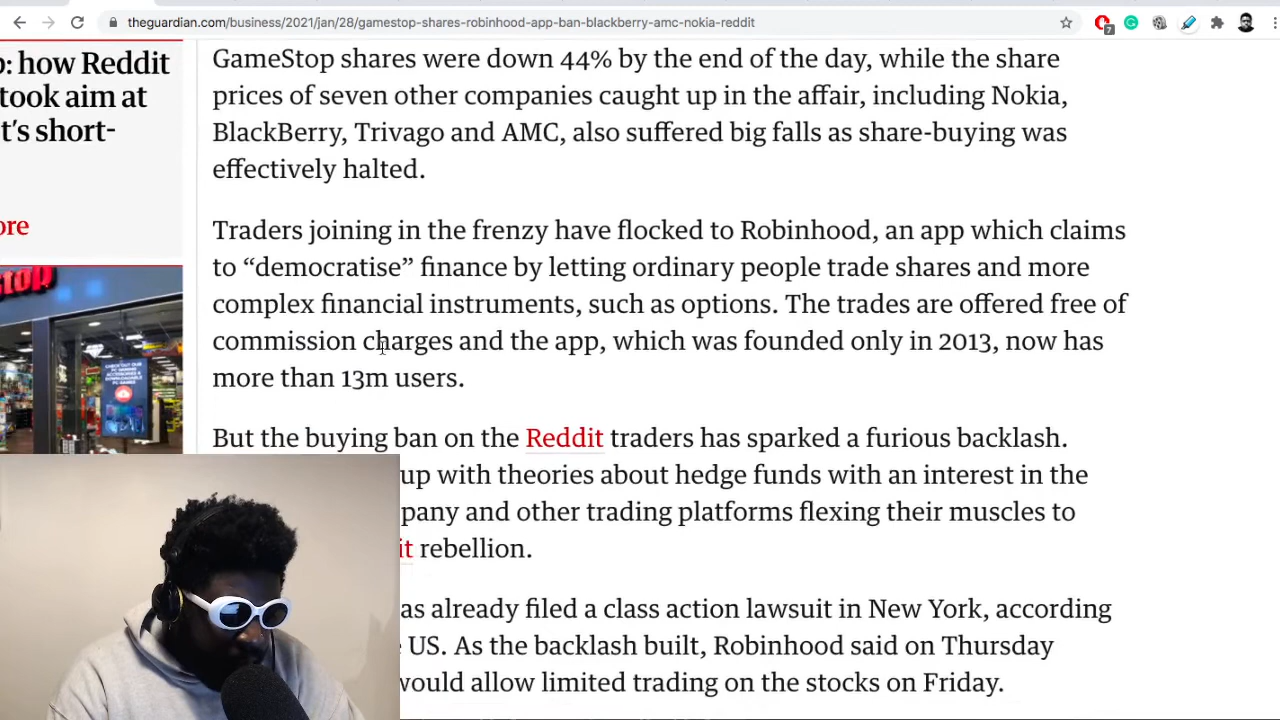 theguardian.com/business/2021/jan/28/gamestop-shares-robinhood-app-ban-blackberry-amc-nokia-reddit
7
: how Reddit
took aim at
t's short-
ore
GameStop shares were down 44% by the end of the day, while the share
prices of seven other companies caught up in the affair, including Nokia,
BlackBerry, Trivago and AMC, also suffered big falls as share-buying was
effectively halted.
Traders joining in the frenzy have flocked to Robinhood, an app which claims
to “democratise” finance by letting ordinary people trade shares and more
complex financial instruments, such as options. The trades are offered free of
commission charges and the app, which was founded only in 2013, now has
more than 13m users.
But the buying ban on the Reddit traders has sparked a furious backlash.
up with theories about hedge funds with an interest in the
pany and other trading platforms flexing their muscles to
it rebellion.
as already filed a class action lawsuit in New York, according
US. As the backlash built, Robinhood said on Thursday
would allow limited trading on the stocks on Friday.